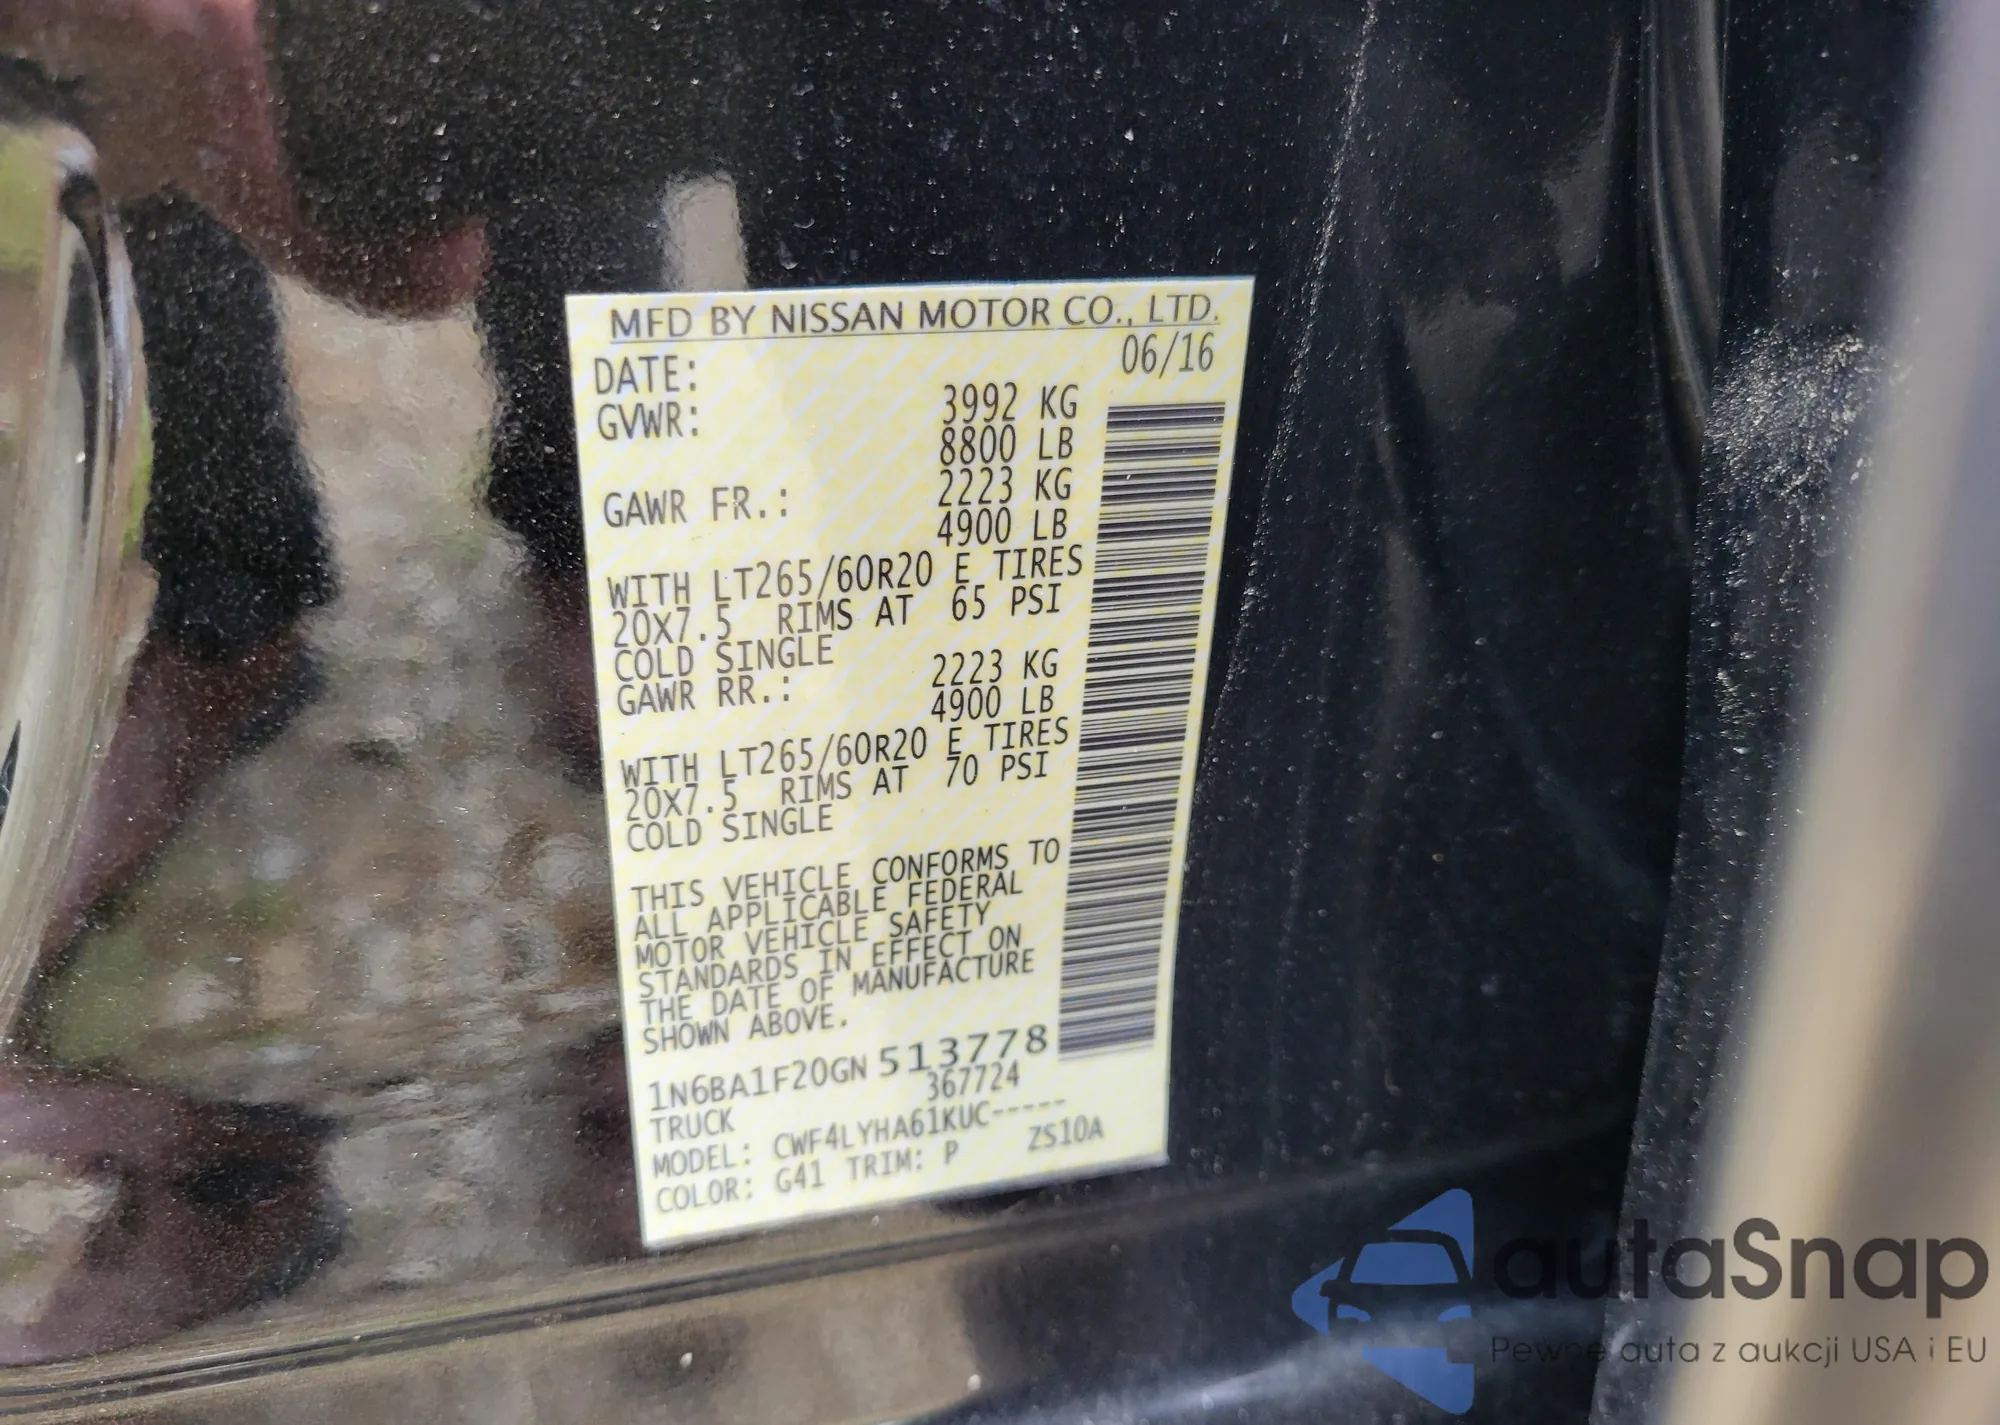 MFD BY NISSAN MOTOR CO., LTD.
DATE: 06/16
GVWR: 3992 KG
8800 LB
GAWR FR.: 2223 KG
4900 LB
WITH LT265/60R20 E TIRES
20X7.5 RIMS AT 65 PSI
COLD SINGLE
GAWR RR.: 2223 KG
4900 LB
WITH LT265/60R20 E TIRES
20X7.5 RIMS AT 70 PSI
COLD SINGLE
THIS VEHICLE CONFORMS TO
ALL APPLICABLE FEDERAL
MOTOR VEHICLE SAFETY
STANDARDS IN EFFECT ON
THE DATE OF MANUFACTURE
SHOWN ABOVE.
1N6BA1F20GN 513778
367724
TRUCK
MODEL: CWF4LYHA61KUC-----
COLOR: G41 TRIM: P ZS10A
autaSnap
Pewne auta z aukcji USA i EU